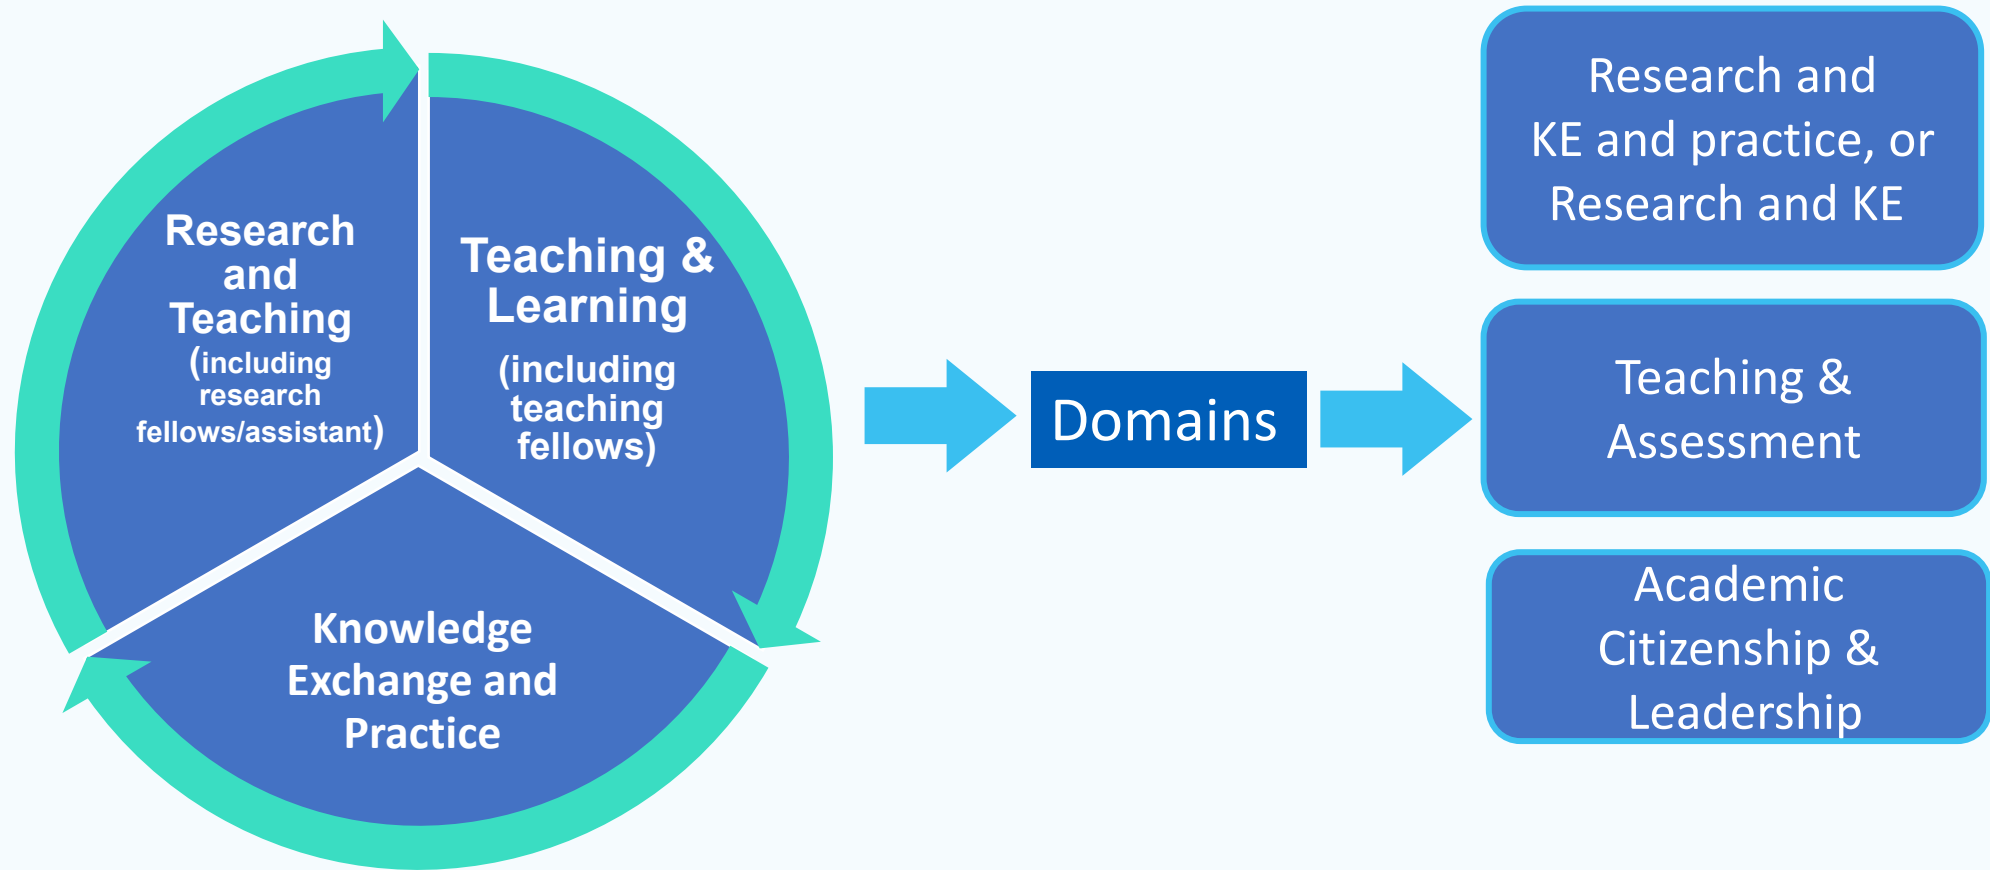 Research
and
Teaching
(including
research
fellows/assistant)
Teaching &
Learning
(including
teaching
fellows)
Knowledge
Exchange and
Practice
Domains
Research and
KE and practice, or
Research and KE
Teaching &
Assessment
Academic
Citizenship &
Leadership